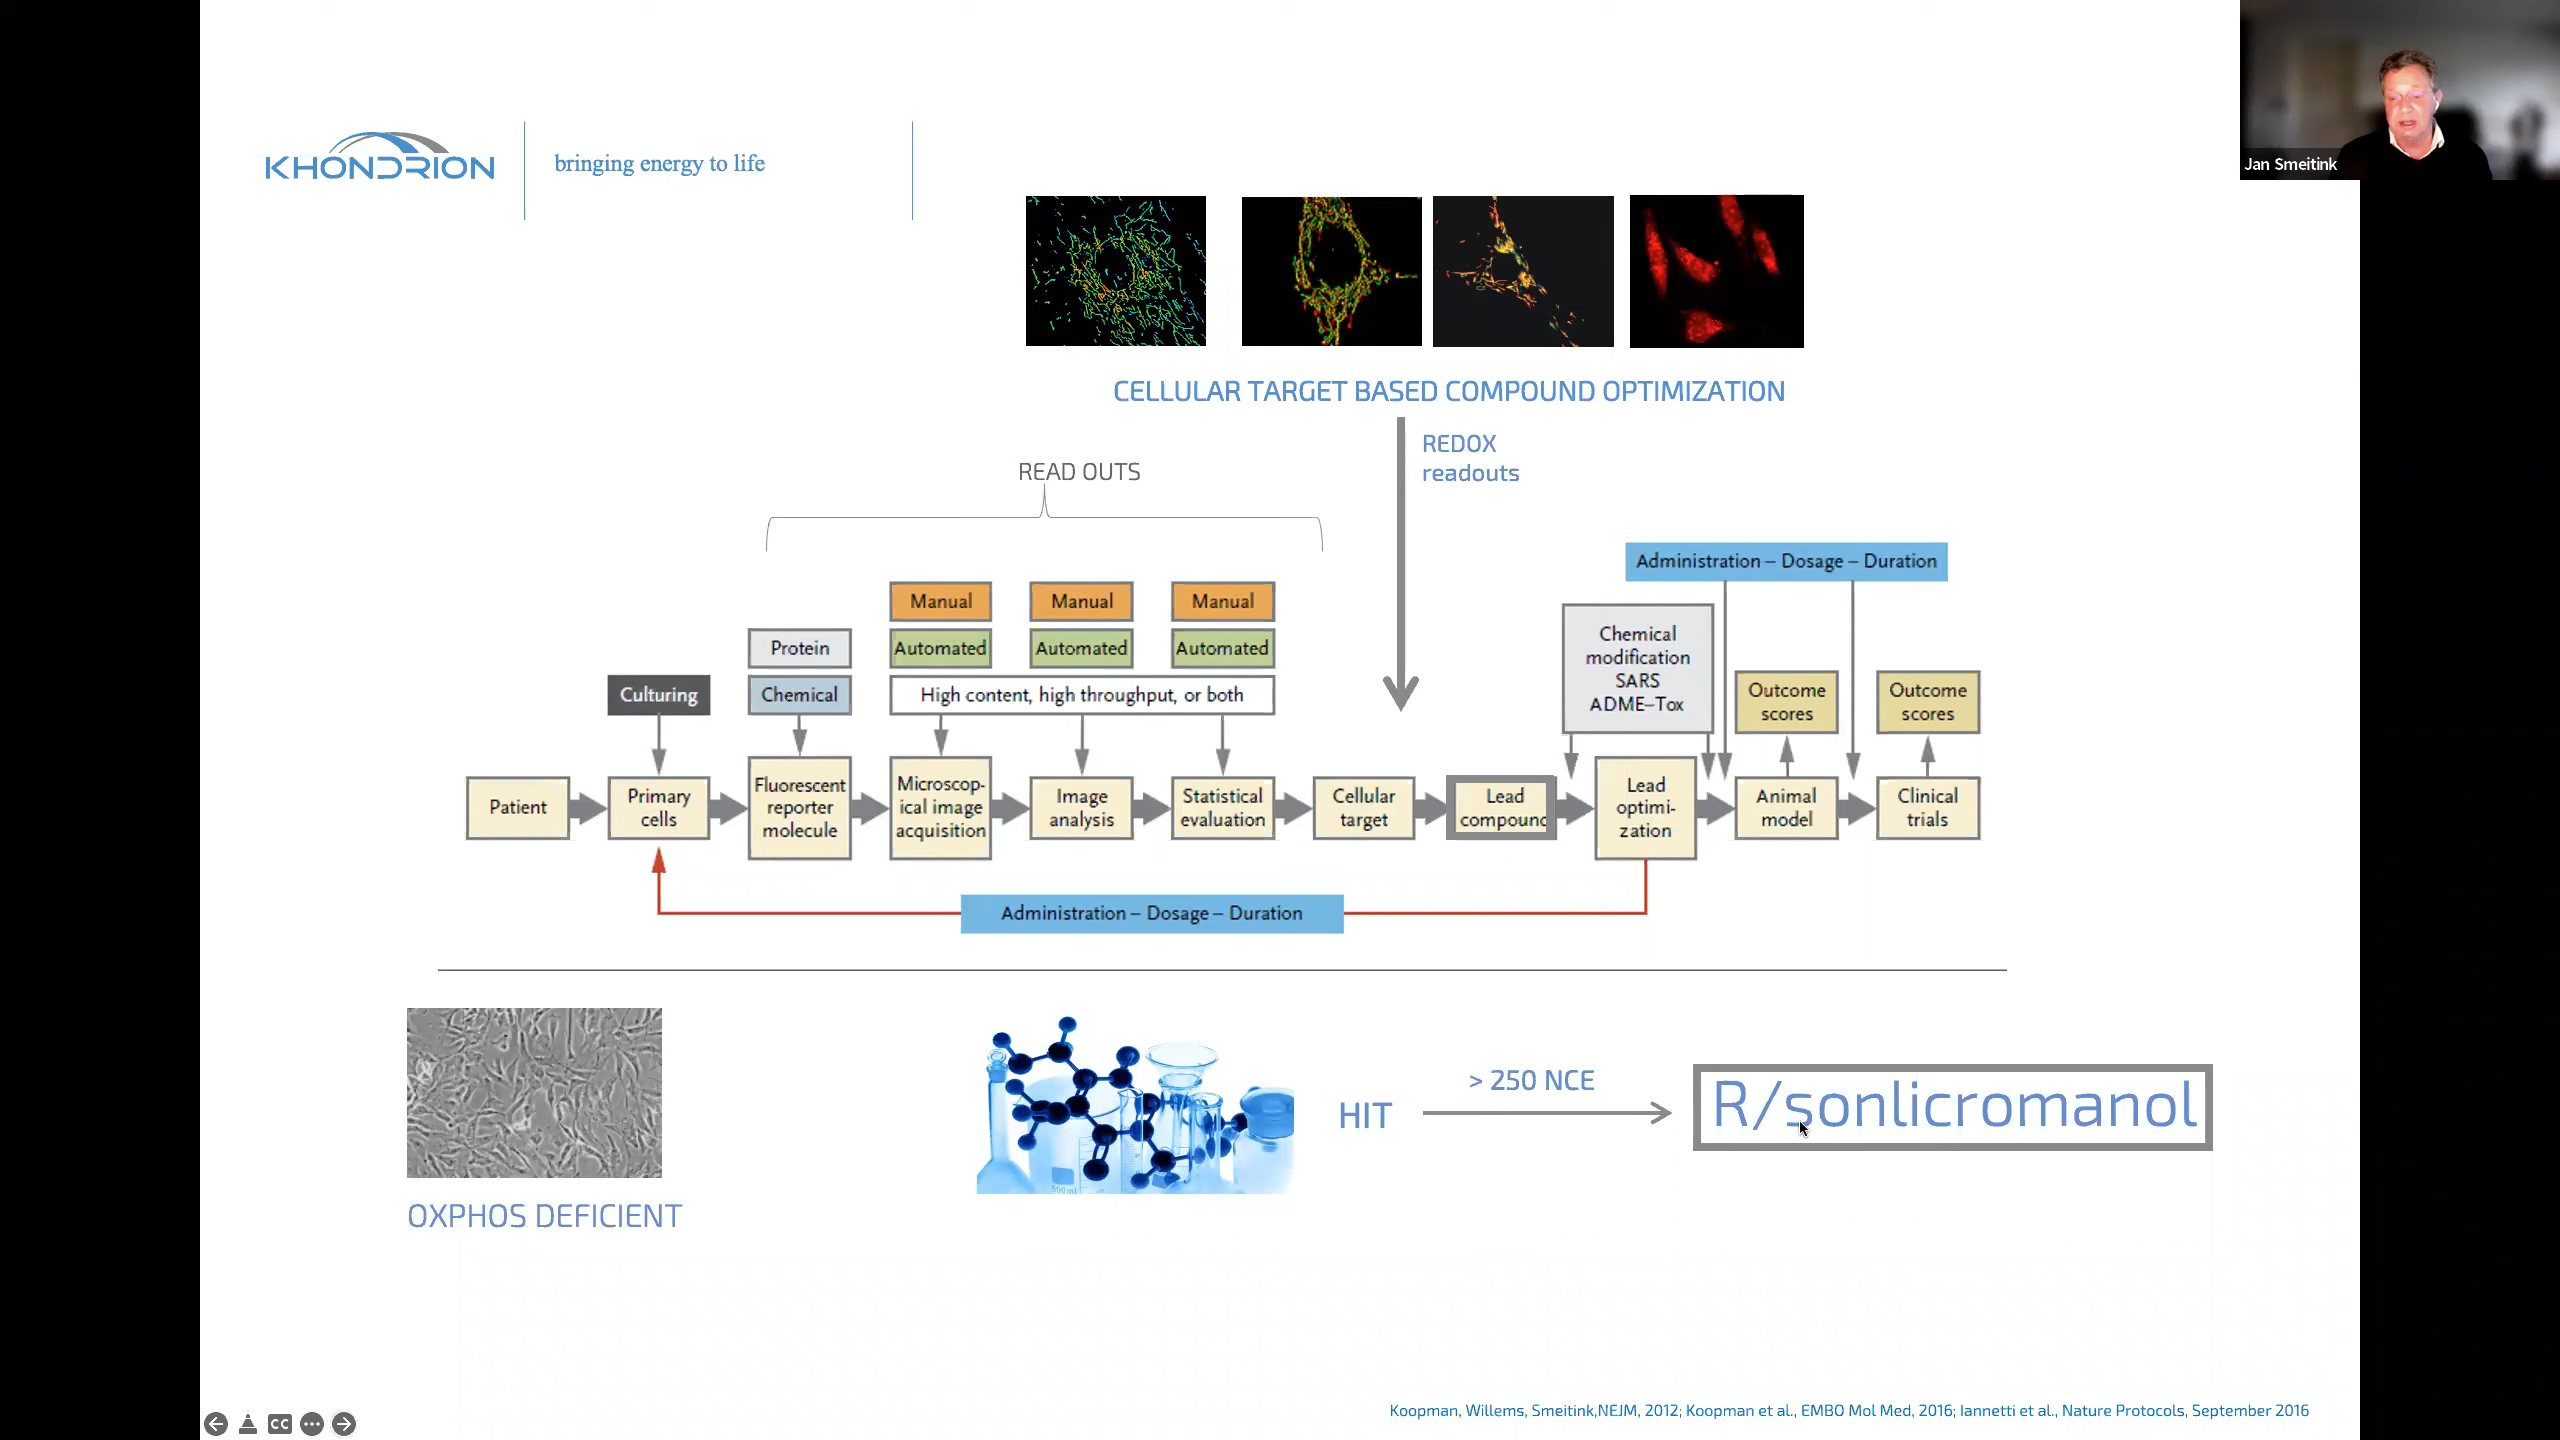 KHONDRION
bringing energy to life
Jan Smeitink
CELLULAR TARGET BASED COMPOUND OPTIMIZATION
REDOX
readouts
READ OUTS
Administration – Dosage – Duration
Manual
Manual
Manual
Protein
Automated
Automated
Automated
Culturing
Chemical
High content, high throughput, or both
Chemical
modification
SARS
ADME–Tox
Outcome
scores
Outcome
scores
Patient
Primary
cells
Fluorescent
reporter
molecule
Microscop-
ical image
acquisition
Image
analysis
Statistical
evaluation
Cellular
target
Lead
compound
Lead
optimi-
zation
Animal
model
Clinical
trials
Administration – Dosage – Duration
OXPHOS DEFICIENT
500ml
HIT
> 250 NCE
R/sonlicromanol
CC
Koopman, Willems, Smeitink,NEJM, 2012; Koopman et al., EMBO Mol Med, 2016; Iannetti et al., Nature Protocols, September 2016